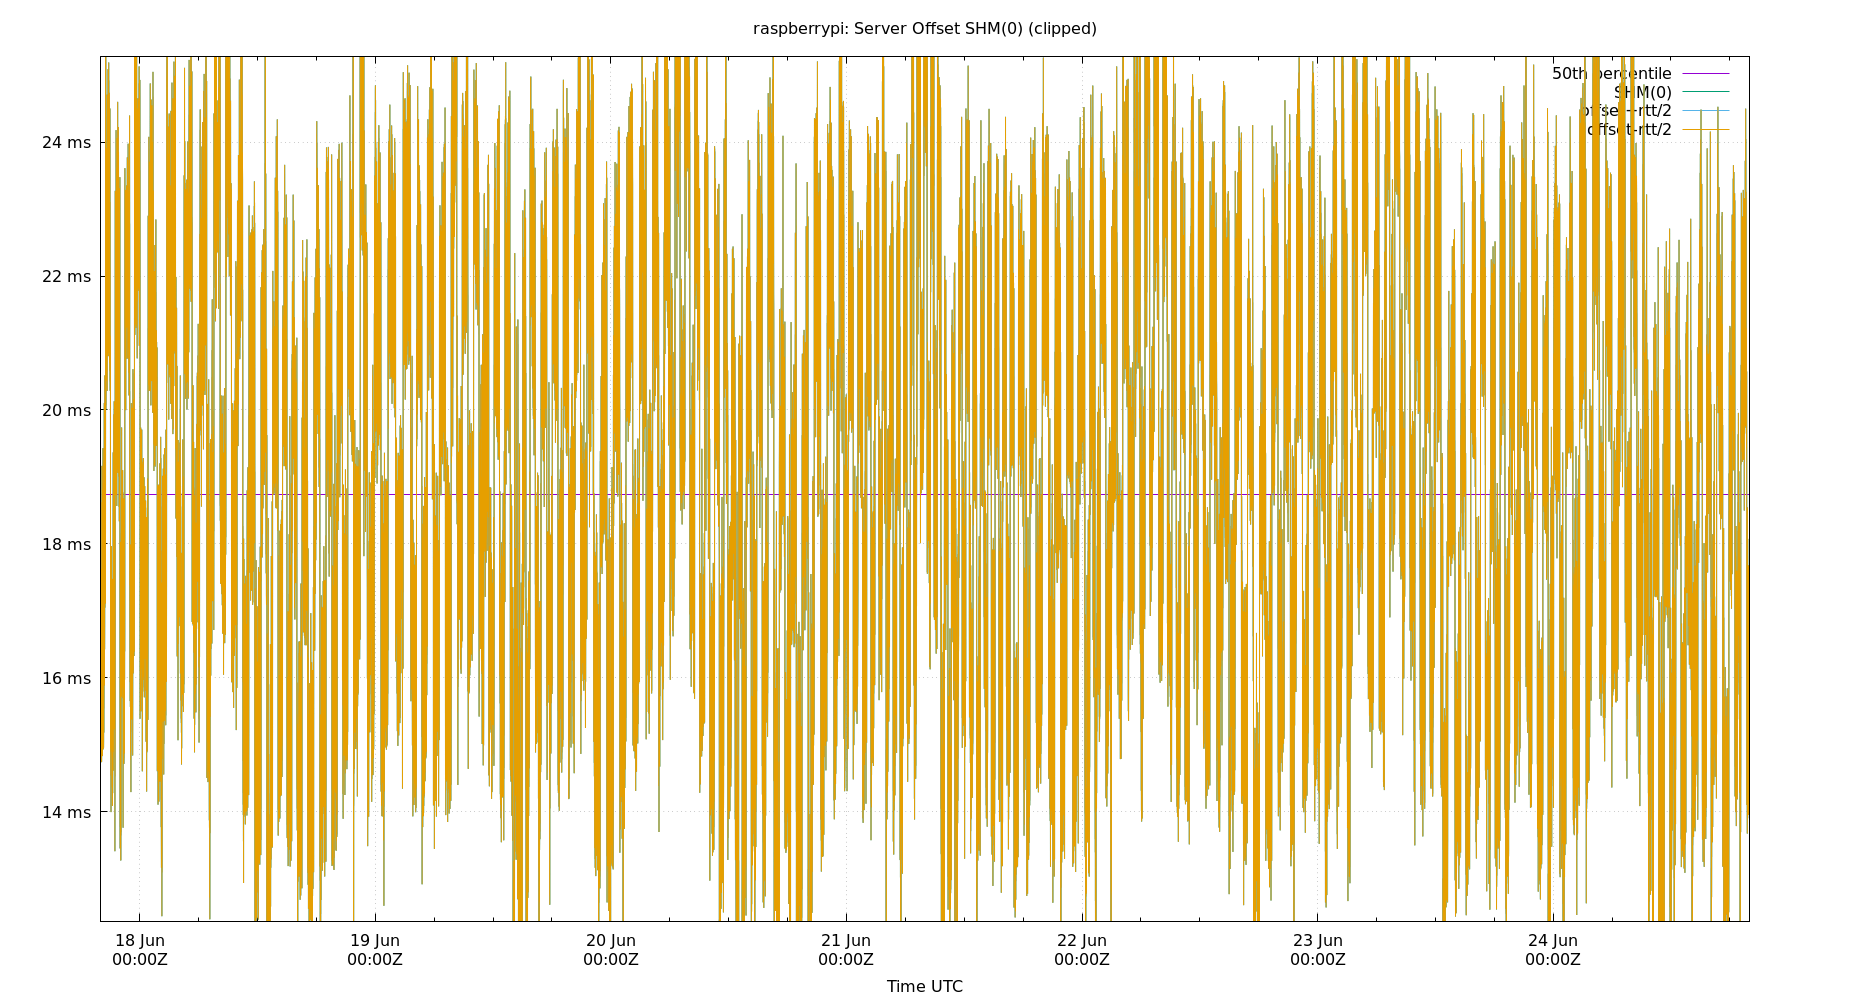 raspberrypi: Server Offset SHM(0) (clipped)
50th percentile
SHM(0)
offset+rtt/2
offset-rtt/2
24 ms
22 ms
20 ms
18 ms
16 ms
14 ms
18 Jun 19 Jun 20 Jun 21 Jun 22 Jun 23 Jun 24 Jun
00:00Z 00:00Z 00:00Z 00:00Z 00:00Z 00:00Z 00:00Z
Time UTC